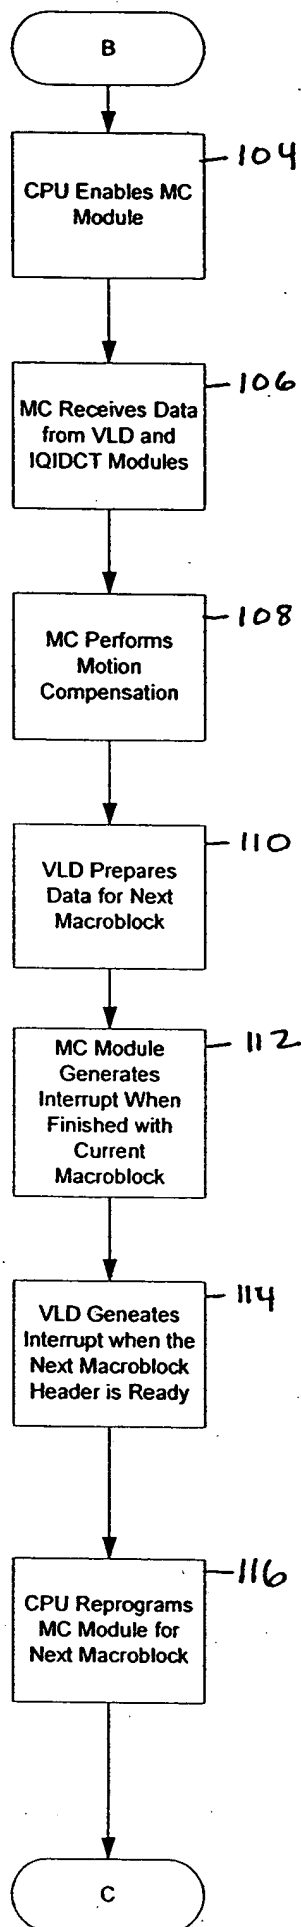 B
CPU Enables MC
Module
104
MC Receives Data
from VLD and
IQIDCT Modules
106
MC Performs
Motion
Compensation
108
VLD Prepares
Data for Next
Macroblock
110
MC Module
Generates
Interrupt When
Finished with
Current
Macroblock
112
VLD Geneates
Interrupt when the
Next Macroblock
Header is Ready
114
CPU Reprograms
MC Module for
Next Macroblock
116
C